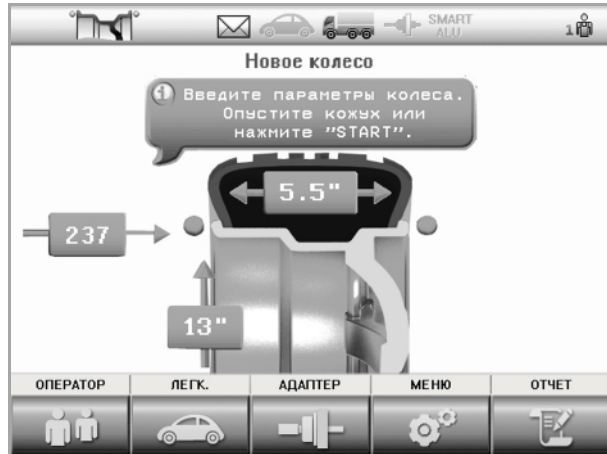 SMART
ALU
1
Новое колесо
1 Введите параметры колеса.
Опустите кожух или
нажмите "START".
5.5"
237
13"
ОПЕРАТОР ЛЕГК. АДАПТЕР МЕНЮ ОТЧЕТ